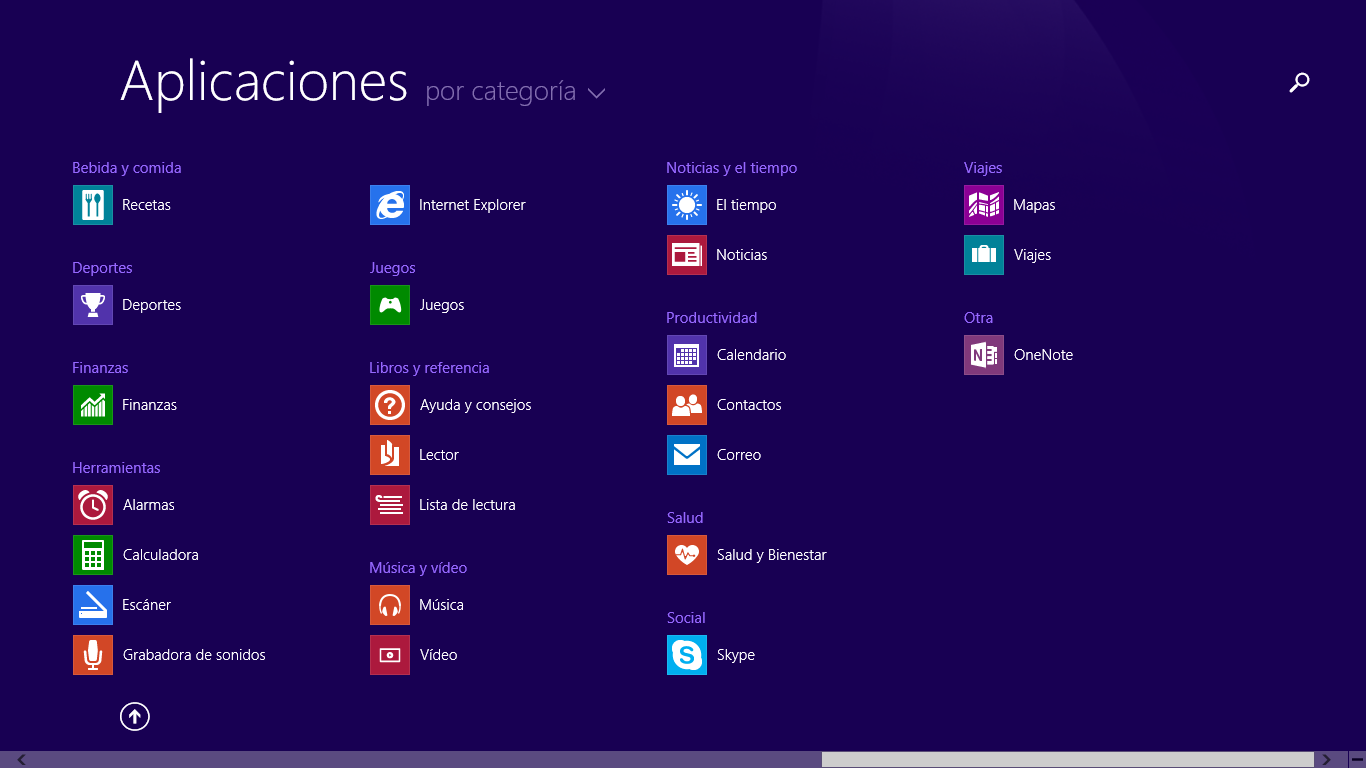 Aplicaciones por categoría
Bebida y comida
Recetas
Deportes
Deportes
Finanzas
Finanzas
Herramientas
Alarmas
Calculadora
Escáner
Grabadora de sonidos
Internet Explorer
Juegos
Juegos
Libros y referencia
Ayuda y consejos
Lector
Lista de lectura
Música y vídeo
Música
Vídeo
Noticias y el tiempo
El tiempo
Noticias
Productividad
Calendario
Contactos
Correo
Salud
Salud y Bienestar
Social
Skype
Viajes
Mapas
Viajes
Otra
OneNote